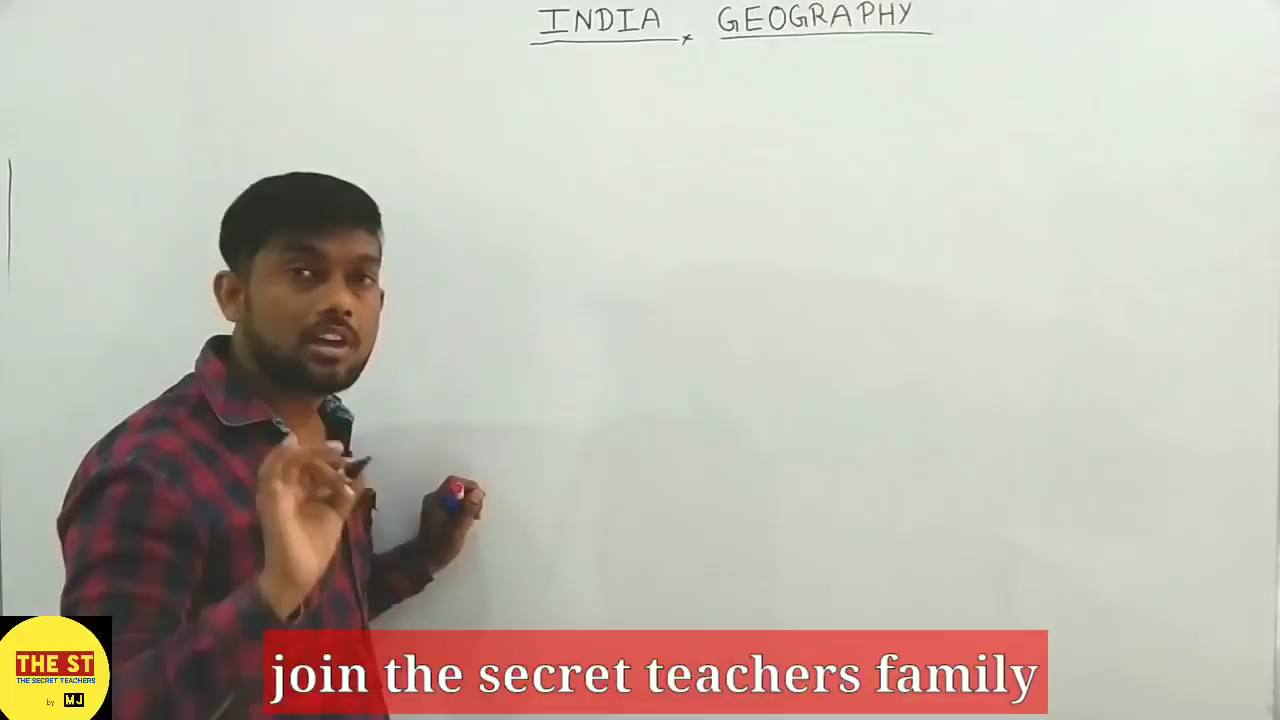 INDIA GEOGRAPHY
THE ST
THE SECRET TEACHERS
by MJ
join the secret teachers family